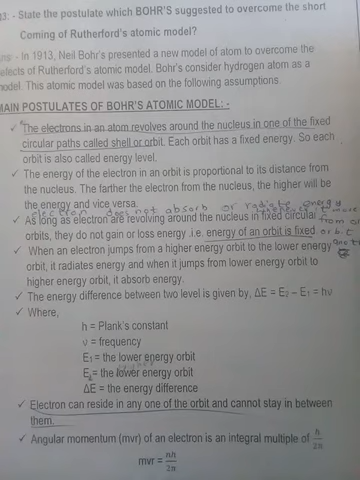 Q3: - State the postulate which BOHR'S suggested to overcome the short
Coming of Rutherford's atomic model?
Ans - In 1913, Neil Bohr's presented a new model of atom to overcome the
defects of Rutherford's atomic model. Bohr's consider hydrogen atom as a
model. This atomic model was based on the following assumptions.
MAIN POSTULATES OF BOHR'S ATOMIC MODEL: -
✓ The electrons in an atom revolves around the nucleus in one of the fixed
circular paths called shell or orbit. Each orbit has a fixed energy. So each
orbit is also called energy level.
✓ The energy of the electron in an orbit is proportional to its distance from
the nucleus. The farther the electron from the nucleus, the higher will be
the energy and vice versa.
electron does not absorb or radiate energy
✓ As long as electron are revolving around the nucleus in fixed circular
orbits, they do not gain or loss energy .i.e. energy of an orbit is fixed.
from
orbit
✓ When an electron jumps from a higher energy orbit to the lower energy
orbit, it radiates energy and when it jumps from lower energy orbit to
higher energy orbit, it absorb energy.
✓ The energy difference between two level is given by, ΔE = E₂ – E₁ = hν
✓ Where,
h = Plank's constant
ν = frequency
E₁ = the lower energy orbit
higher
E₂ = the lower energy orbit
ΔE = the energy difference
✓ Electron can reside in any one of the orbit and cannot stay in between
them.
✓ Angular momentum (mvr) of an electron is an integral multiple of h/2π
mvr = nh/2π